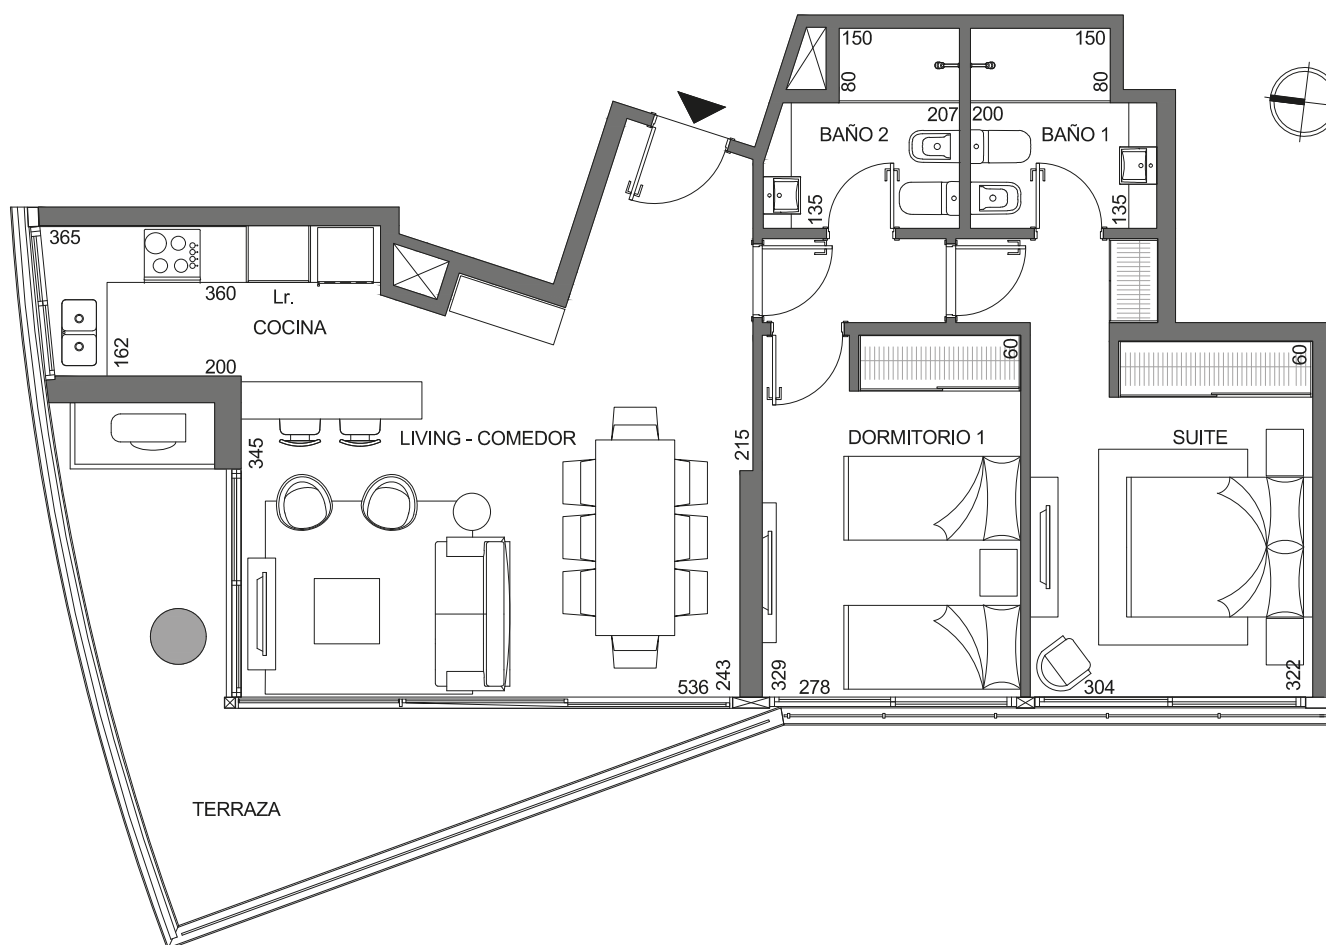 150
150
80
80
207
200
BAÑO 2
BAÑO 1
135
135
365
360
Lr.
COCINA
162
200
60
60
345
LIVING - COMEDOR
215
DORMITORIO 1
SUITE
536
243
329
278
304
322
TERRAZA